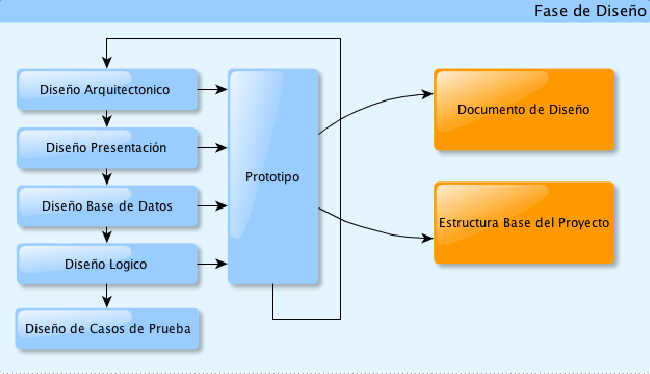 Fase de Diseño
Diseño Arquitectonico
Diseño Presentación
Diseño Base de Datos
Diseño Logico
Diseño de Casos de Prueba
Prototipo
Documento de Diseño
Estructura Base del Proyecto